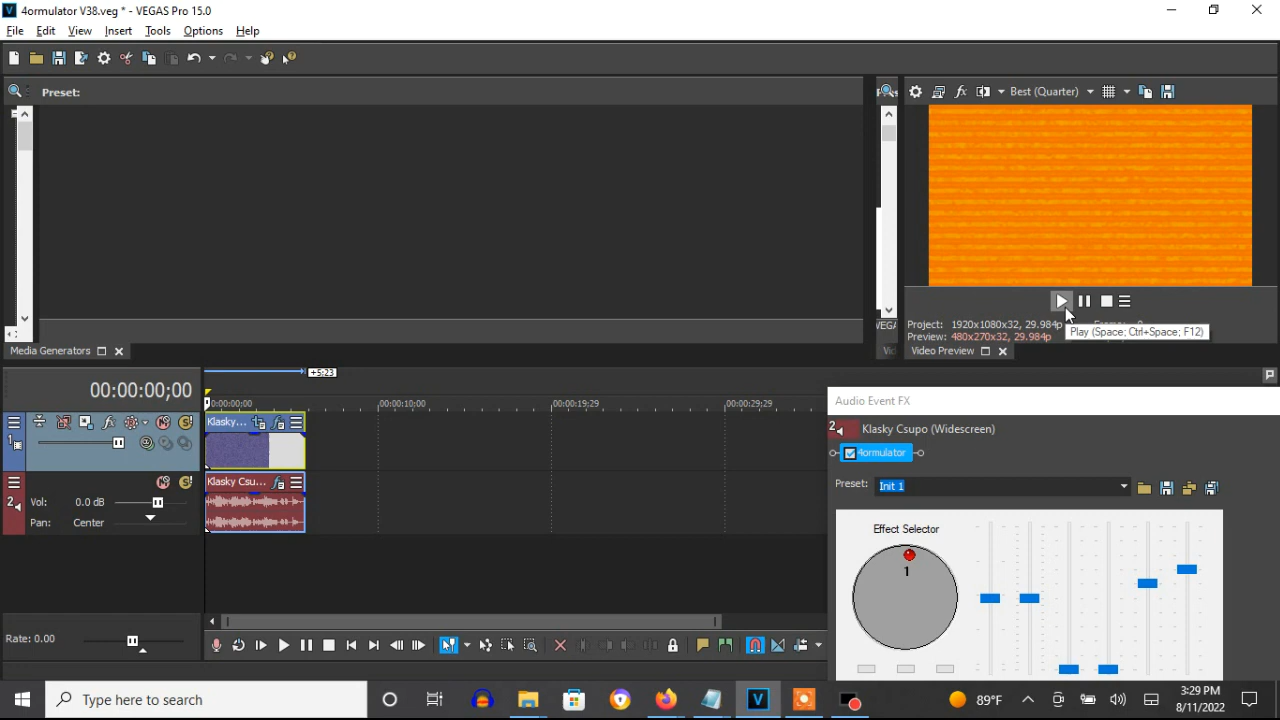 4ormulator V38.veg * - VEGAS Pro 15.0
File Edit View Insert Tools Options Help
Preset:
Best (Quarter)
Project: 1920x1080x32, 29.984p
Preview: 480x270x32, 29.984p
Play (Space; Ctrl+Space; F12)
Media Generators
Video Preview
+5;23
00:00:00;00
0:00:00;00 00:00:10;00 00:00:19;29 00:00:29;29
Audio Event FX
1
Klasky...
2 Klasky Csupo (Widescreen)
4ormulator
2 Klasky Csu...
Vol: 0.0 dB
Pan: Center
Preset: Init 1
Effect Selector
1
Rate: 0.00
Type here to search
89°F
3:29 PM
8/11/2022